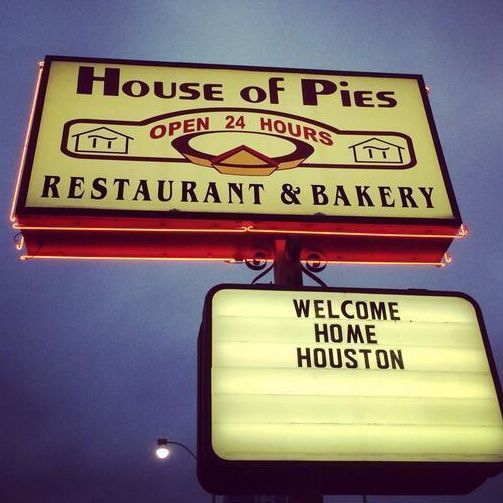 House of Pies
OPEN 24 HOURS
RESTAURANT & BAKERY
WELCOME
HOME
HOUSTON